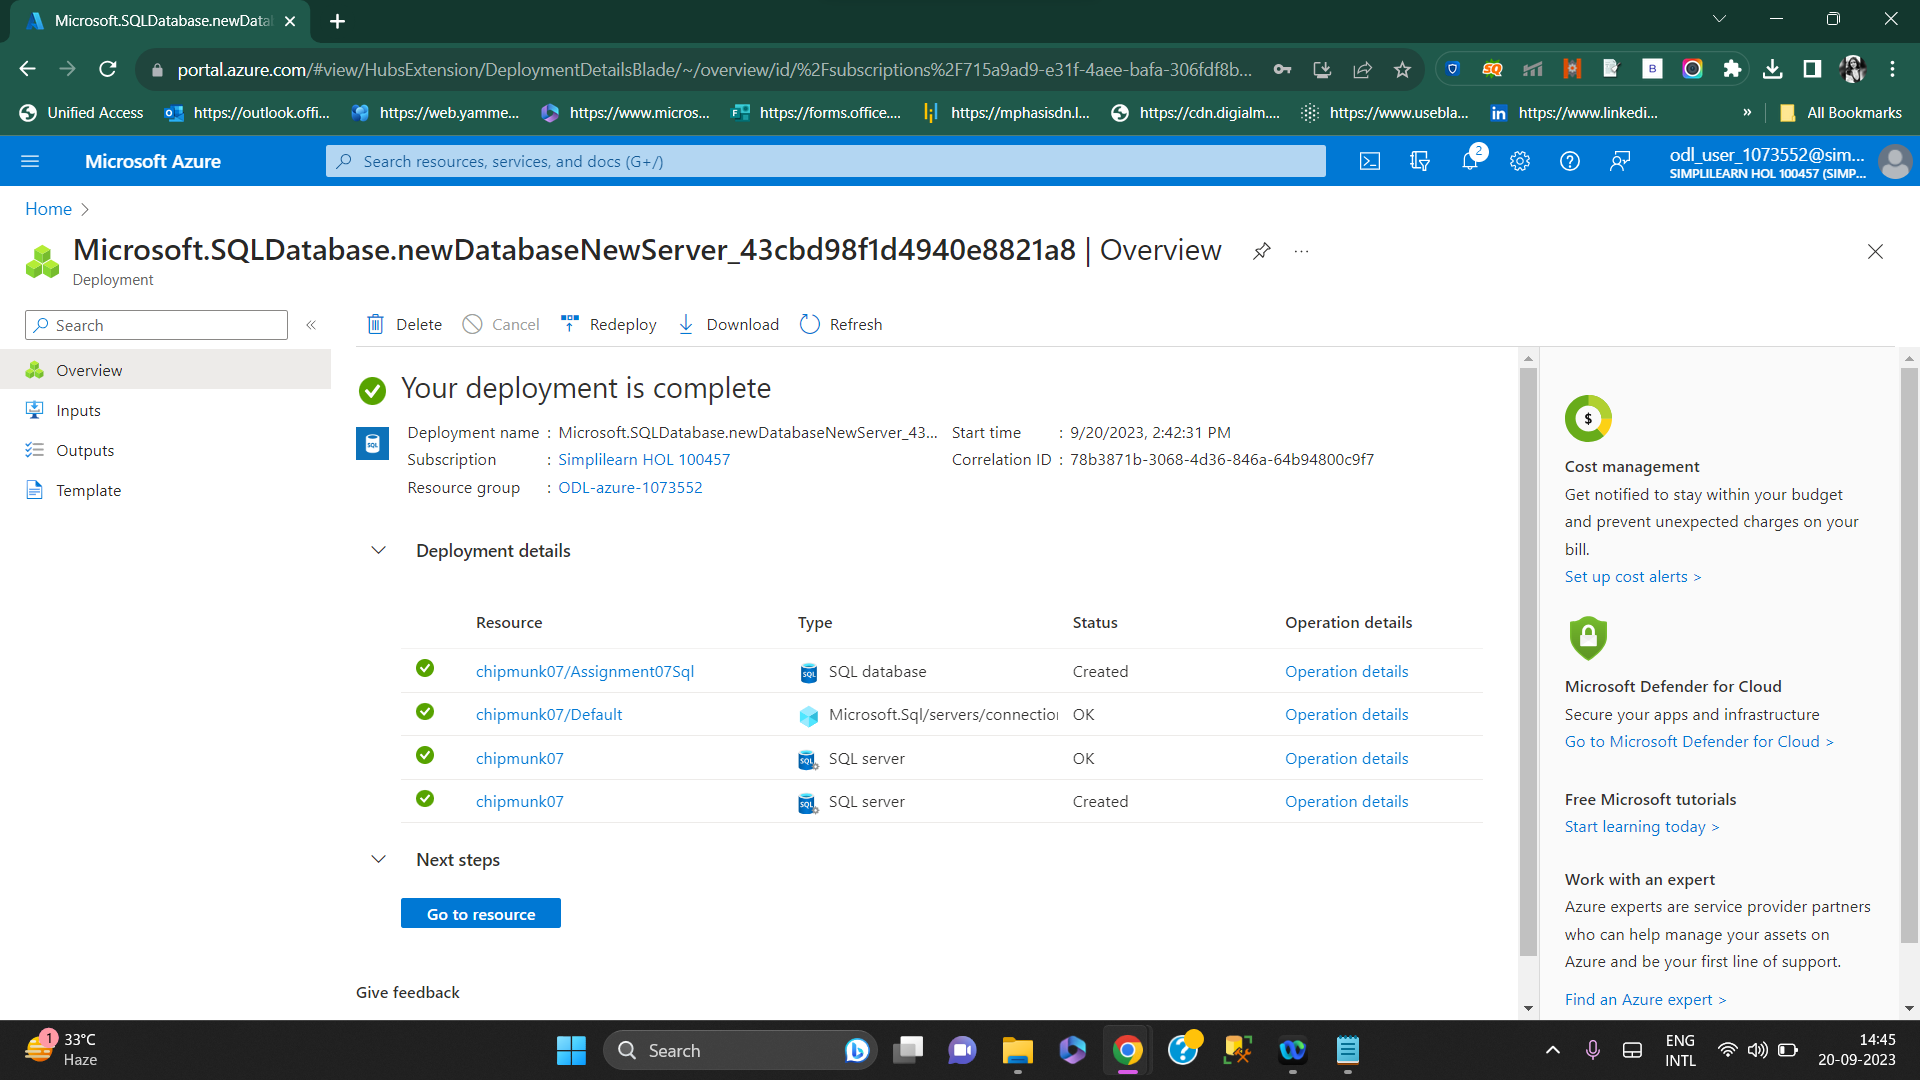 Microsoft.SQLDatabase.newData
portal.azure.com/#view/HubsExtension/DeploymentDetailsBlade/~/overview/id/%2Fsubscriptions%2F715a9ad9-e31f-4aee-bafa-306fdf8b...
Unified Access
https://outlook.offi...
https://web.yamme...
https://www.micros...
https://forms.office....
https://mphasisdn.l...
https://cdn.digialm....
https://www.usebla...
https://www.linkedi...
»
All Bookmarks
Microsoft Azure
Search resources, services, and docs (G+/)
2
odl_user_1073552@sim...
SIMPLILEARN HOL 100457 (SIMP...
Home
Microsoft.SQLDatabase.newDatabaseNewServer_43cbd98f1d4940e8821a8 | Overview
Deployment
Search
«
Delete
Cancel
Redeploy
Download
Refresh
Overview
Inputs
Outputs
Template
Your deployment is complete
Deployment name : Microsoft.SQLDatabase.newDatabaseNewServer_43...
Subscription : Simplilearn HOL 100457
Resource group : ODL-azure-1073552
Start time : 9/20/2023, 2:42:31 PM
Correlation ID : 78b3871b-3068-4d36-846a-64b94800c9f7
Deployment details
Resource Type Status Operation details
chipmunk07/Assignment07Sql SQL database Created Operation details
chipmunk07/Default Microsoft.Sql/servers/connection OK Operation details
chipmunk07 SQL server OK Operation details
chipmunk07 SQL server Created Operation details
Next steps
Go to resource
Give feedback
Cost management
Get notified to stay within your budget
and prevent unexpected charges on your
bill.
Set up cost alerts >
Microsoft Defender for Cloud
Secure your apps and infrastructure
Go to Microsoft Defender for Cloud >
Free Microsoft tutorials
Start learning today >
Work with an expert
Azure experts are service provider partners
who can help manage your assets on
Azure and be your first line of support.
Find an Azure expert >
1
33°C
Haze
Search
ENG
INTL
14:45
20-09-2023